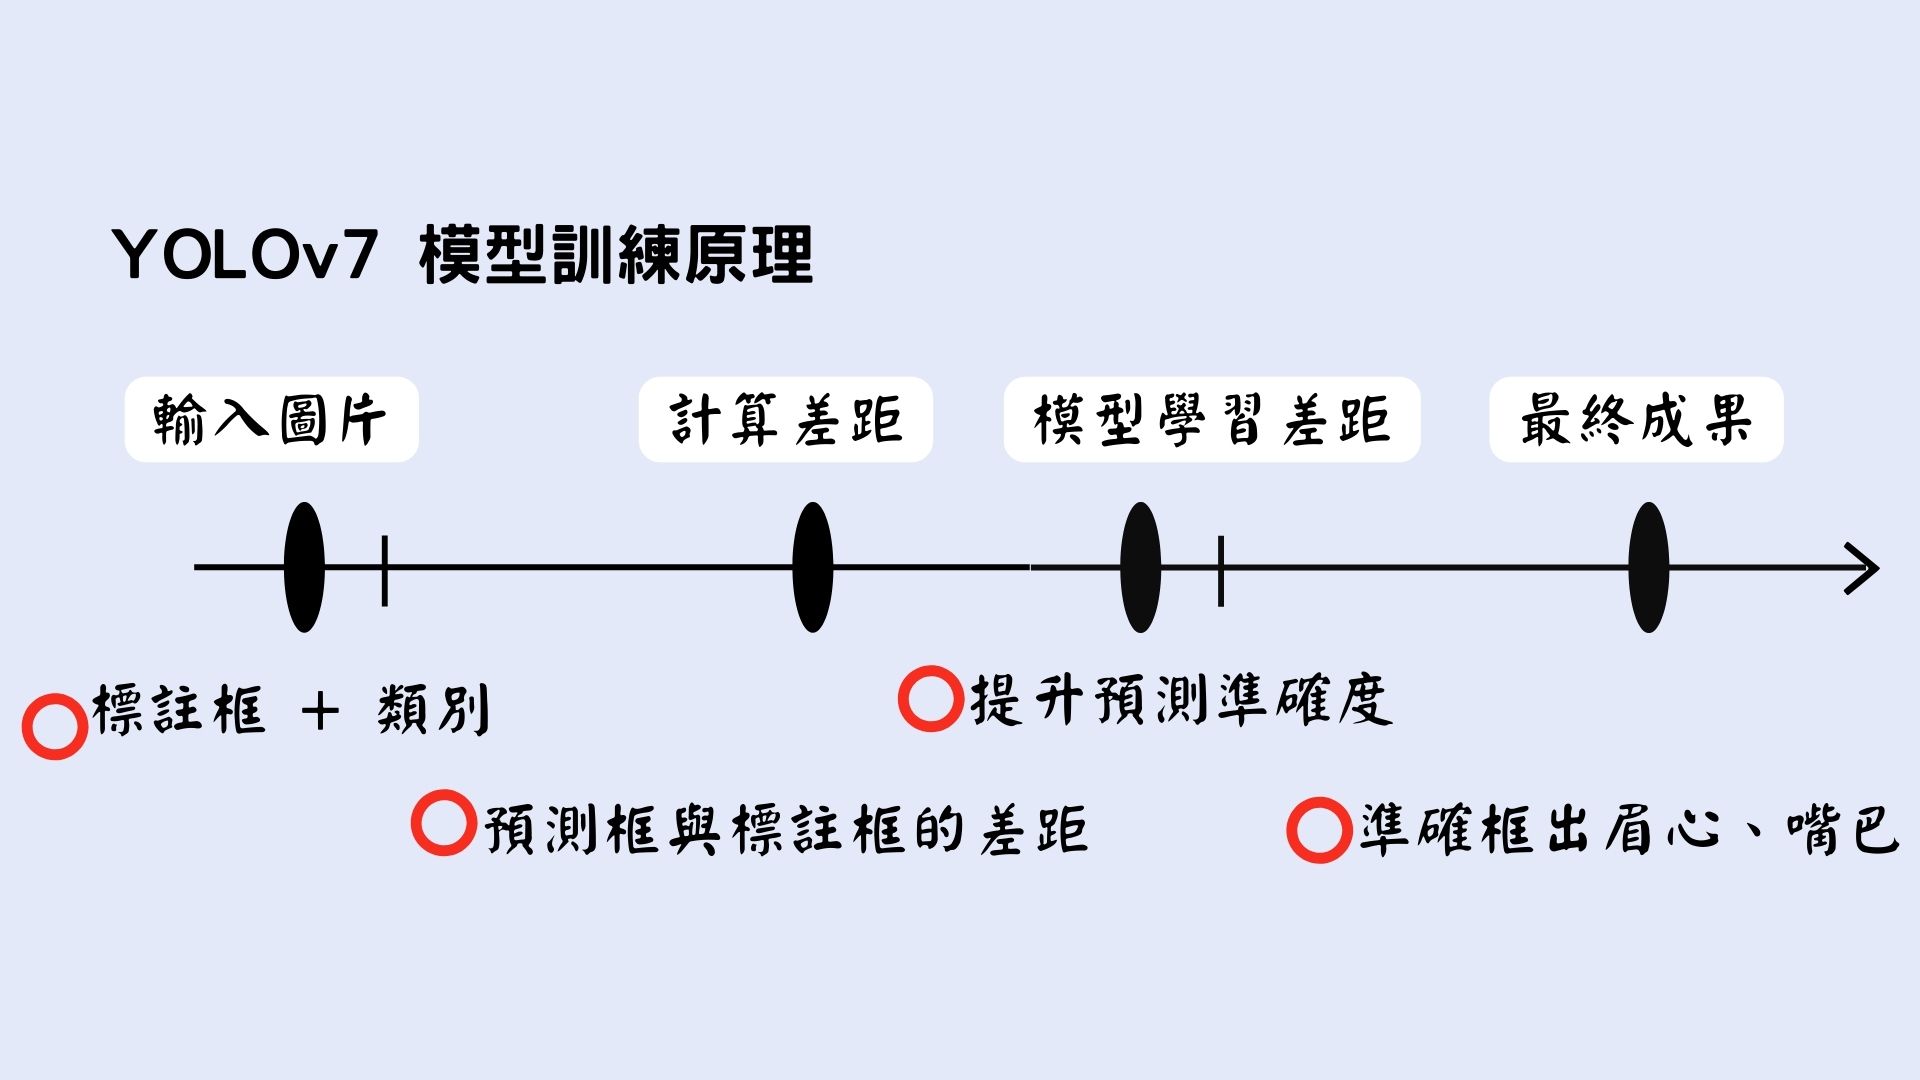 YOLOv7 模型訓練原理
輸入圖片
計算差距
模型學習差距
最終成果
標註框 + 類別
提升預測準確度
預測框與標註框的差距
準確框出眉心、嘴巴